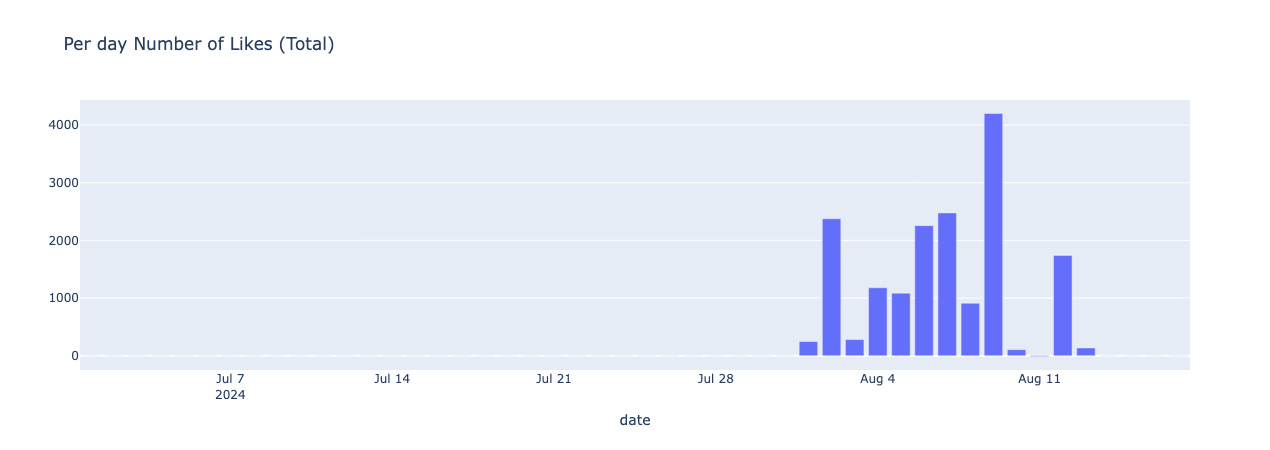 Per day Number of Likes (Total)
4000
3000
2000
1000
0
Jul 7
2024
Jul 14
Jul 21
Jul 28
Aug 4
Aug 11
date